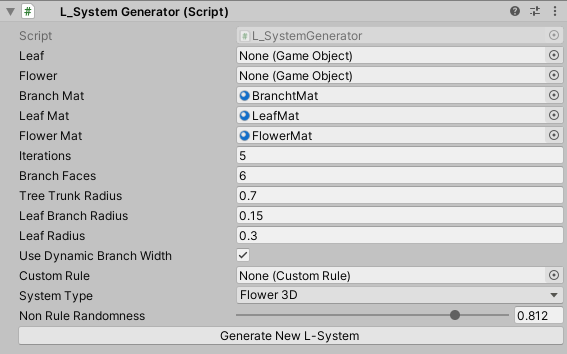 # L_System Generator (Script)
Script # L_SystemGenerator
Leaf None (Game Object)
Flower None (Game Object)
Branch Mat BranchtMat
Leaf Mat LeafMat
Flower Mat FlowerMat
Iterations 5
Branch Faces 6
Tree Trunk Radius 0.7
Leaf Branch Radius 0.15
Leaf Radius 0.3
Use Dynamic Branch Width
Custom Rule None (Custom Rule)
System Type Flower 3D
Non Rule Randomness 0.812
Generate New L-System